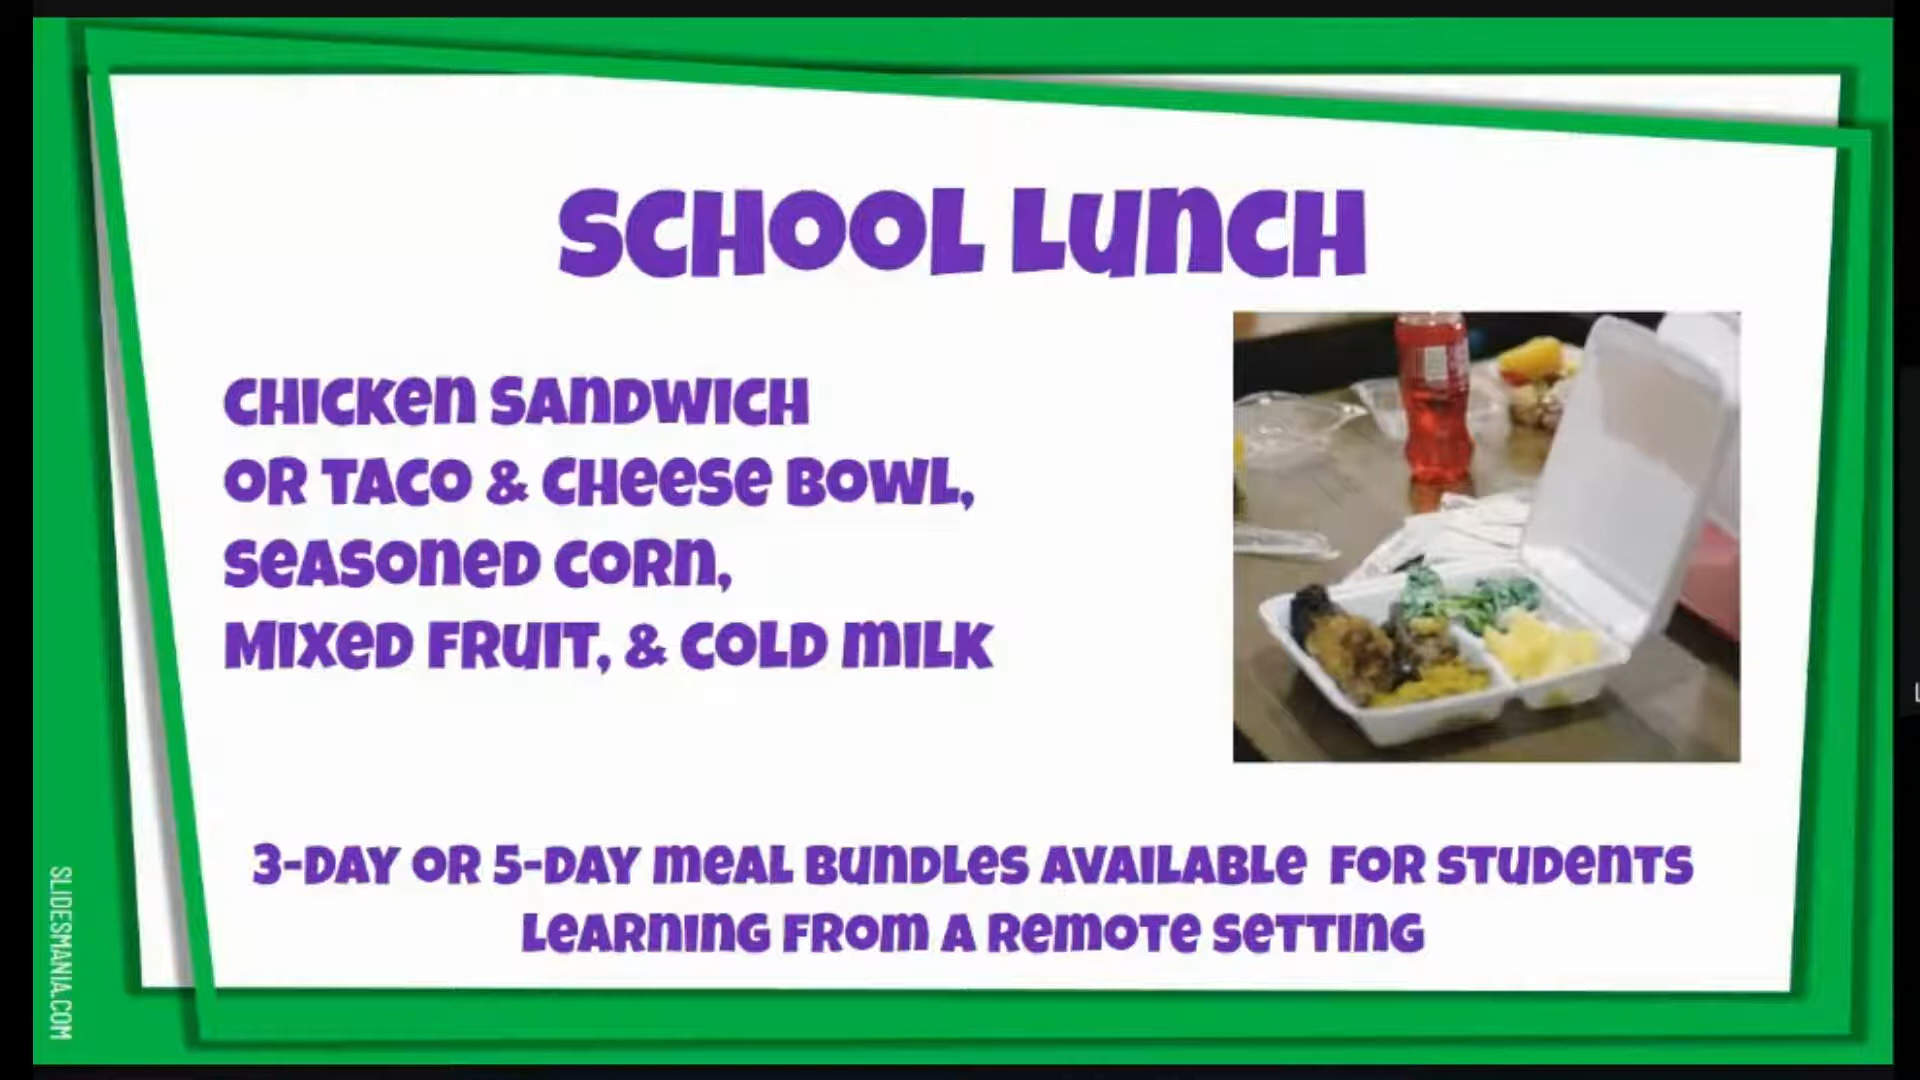 SCHOOL LUNCH
CHICKEN SANDWICH
OR TACO & CHEESE BOWL,
SEASONED CORN,
MIXED FRUIT, & COLD MILK
3-DAY OR 5-DAY MEAL BUNDLES AVAILABLE FOR STUDENTS
LEARNING FROM A REMOTE SETTING
SLIDESMANIA.COM
L